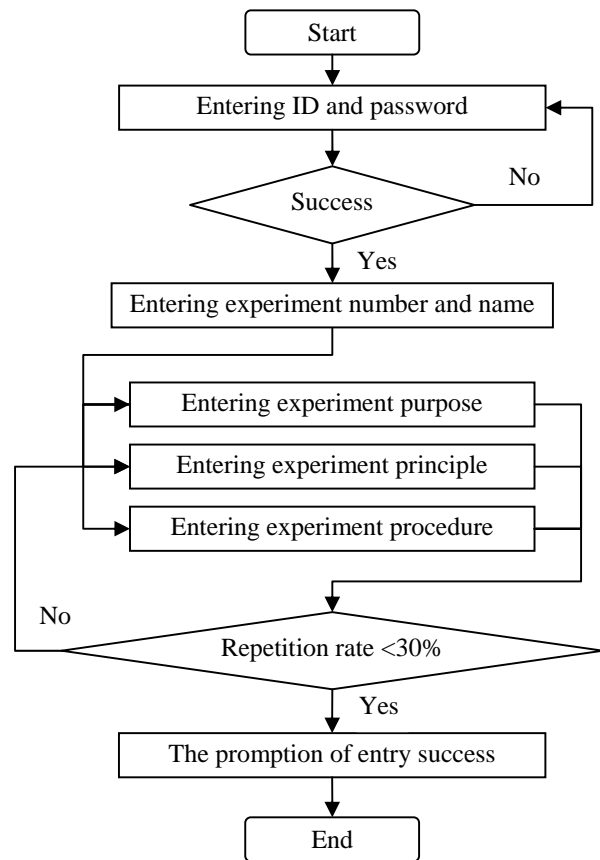 Start
Entering ID and password
No
Success
Yes
Entering experiment number and name
Entering experiment purpose
Entering experiment principle
Entering experiment procedure
No
Repetition rate <30%
Yes
The promption of entry success
End